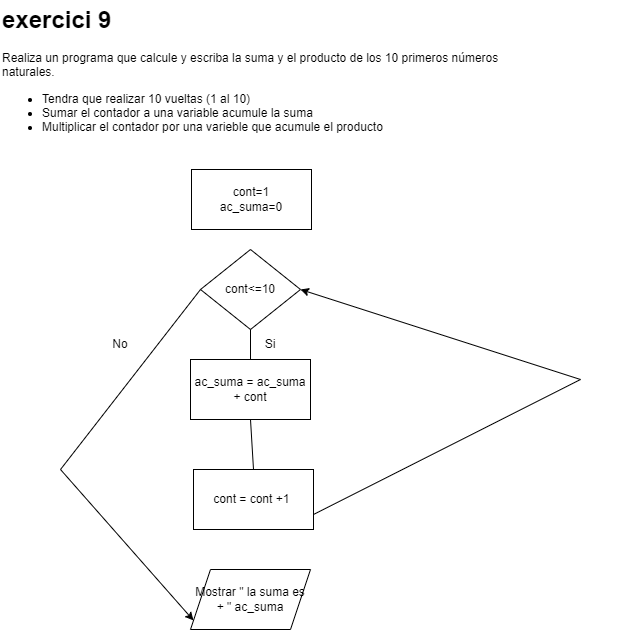 exercici 9
Realiza un programa que calcule y escriba la suma y el producto de los 10 primeros números
naturales.
Tendra que realizar 10 vueltas (1 al 10)
Sumar el contador a una variable acumule la suma
Multiplicar el contador por una varieble que acumule el producto
cont=1
ac_suma=0
cont<=10
No
Si
ac_suma = ac_suma
+ cont
cont = cont +1
Mostrar " la suma es
+ " ac_suma